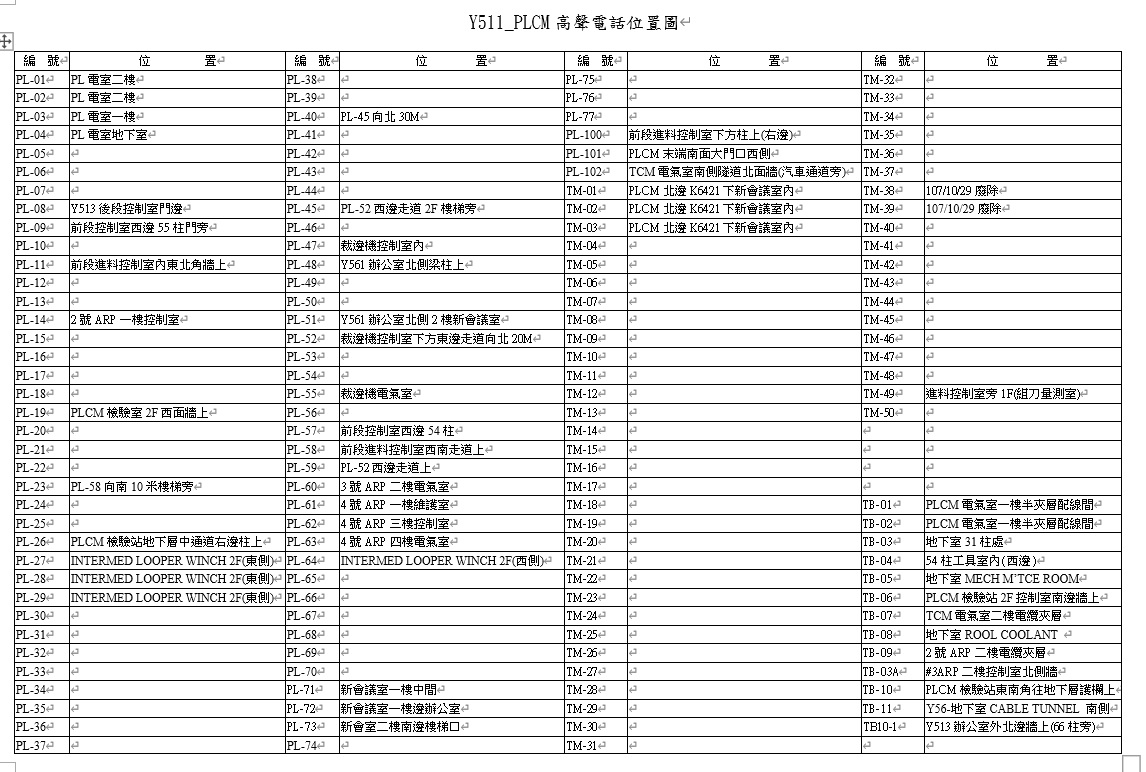 Y511_PLCM 高聲電話位置圖
編 號 位 置 編 號 位 置 編 號 位 置 編 號 位 置
PL-01 PL 電室二樓 PL-38 PL-75 TM-32
PL-02 PL 電室二樓 PL-39 PL-76 TM-33
PL-03 PL 電室一樓 PL-40 PL-45 向北 30M PL-77 TM-34
PL-04 PL 電室地下室 PL-41 PL-100 前段進料控制室下方柱上(右邊) TM-35
PL-05 PL-42 PL-101 PLCM 末端南面大門口西側 TM-36
PL-06 PL-43 PL-102 TCM 電氣室南側隧道北面牆(汽車通道旁) TM-37
PL-07 PL-44 TM-01 PLCM 北邊 K6421 下新會議室內 TM-38 107/10/29 廢除
PL-08 Y513 後段控制室門邊 PL-45 PL-52 西邊走道 2F 樓梯旁 TM-02 PLCM 北邊 K6421 下新會議室內 TM-39 107/10/29 廢除
PL-09 前段控制室西邊 55 柱門旁 PL-46 TM-03 PLCM 北邊 K6421 下新會議室內 TM-40
PL-10 PL-47 裁邊機控制室內 TM-04 TM-41
PL-11 前段進料控制室內東北角牆上 PL-48 Y561 辦公室北側梁柱上 TM-05 TM-42
PL-12 PL-49 TM-06 TM-43
PL-13 PL-50 TM-07 TM-44
PL-14 2 號 ARP 一樓控制室 PL-51 Y561 辦公室北側 2 樓新會議室 TM-08 TM-45
PL-15 PL-52 裁邊機控制室下方東邊走道向北 20M TM-09 TM-46
PL-16 PL-53 TM-10 TM-47
PL-17 PL-54 TM-11 TM-48
PL-18 PL-55 裁邊機電氣室 TM-12 TM-49 進料控制室旁 1F(組刀量測室)
PL-19 PLCM 檢驗室 2F 西面牆上 PL-56 TM-13 TM-50
PL-20 PL-57 前段控制室西邊 54 柱 TM-14
PL-21 PL-58 前段進料控制室西南走道上 TM-15
PL-22 PL-59 PL-52 西邊走道上 TM-16
PL-23 PL-58 向南 10 米樓梯旁 PL-60 3 號 ARP 二樓電氣室 TM-17
PL-24 PL-61 4 號 ARP 一樓維護室 TM-18 TB-01 PLCM 電氣室一樓半夾層配線間
PL-25 PL-62 4 號 ARP 三樓控制室 TM-19 TB-02 PLCM 電氣室一樓半夾層配線間
PL-26 PLCM 檢驗站地下層中通道右邊柱上 PL-63 4 號 ARP 四樓電氣室 TM-20 TB-03 地下室 31 柱處
PL-27 INTERMED LOOPER WINCH 2F(東側) PL-64 INTERMED LOOPER WINCH 2F(西側) TM-21 TB-04 54 柱工具室內(西邊)
PL-28 INTERMED LOOPER WINCH 2F(東側) PL-65 TM-22 TB-05 地下室 MECH M'TCE ROOM
PL-29 INTERMED LOOPER WINCH 2F(東側) PL-66 TM-23 TB-06 PLCM 檢驗站 2F 控制室南邊牆上
PL-30 PL-67 TM-24 TB-07 TCM 電氣室二樓電纜夾層
PL-31 PL-68 TM-25 TB-08 地下室 ROOL COOLANT
PL-32 PL-69 TM-26 TB-09 2 號 ARP 二樓電纜夾層
PL-33 PL-70 TM-27 TB-03A #3ARP 二樓控制室北側牆
PL-34 PL-71 新會議室一樓中間 TM-28 TB-10 PLCM 檢驗站東南角往地下層護欄上
PL-35 PL-72 新會議室一樓邊辦公室 TM-29 TB-11 Y56-地下室 CABLE TUNNEL 南側
PL-36 PL-73 新會室二樓南邊樓梯口 TM-30 TB10-1 Y513 辦公室外北邊牆上(66 柱旁)
PL-37 PL-74 TM-31